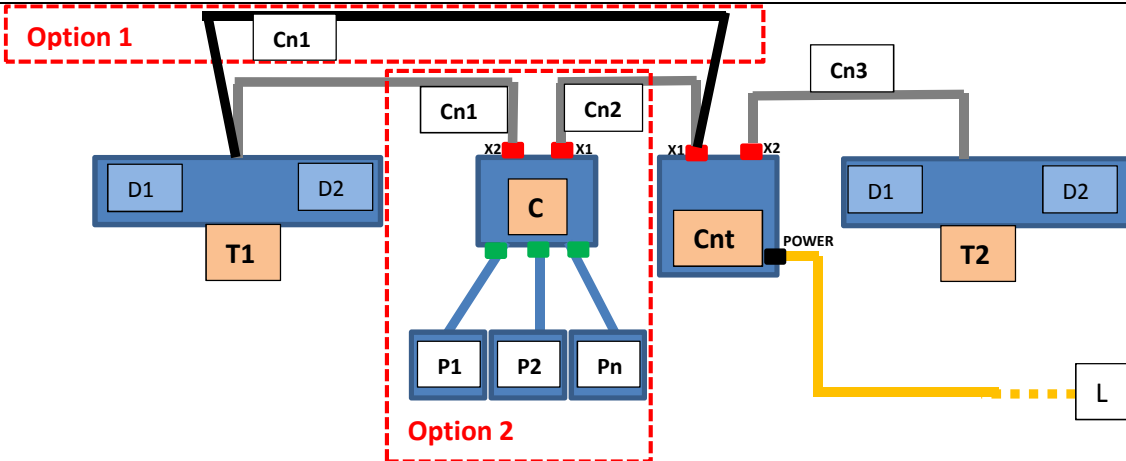 Option 1
Cn1
Cn3
Cn1
Cn2
X2
X1
X1
X2
D1
D2
C
D1
D2
T1
Cnt
POWER
T2
P1
P2
Pn
L
Option 2